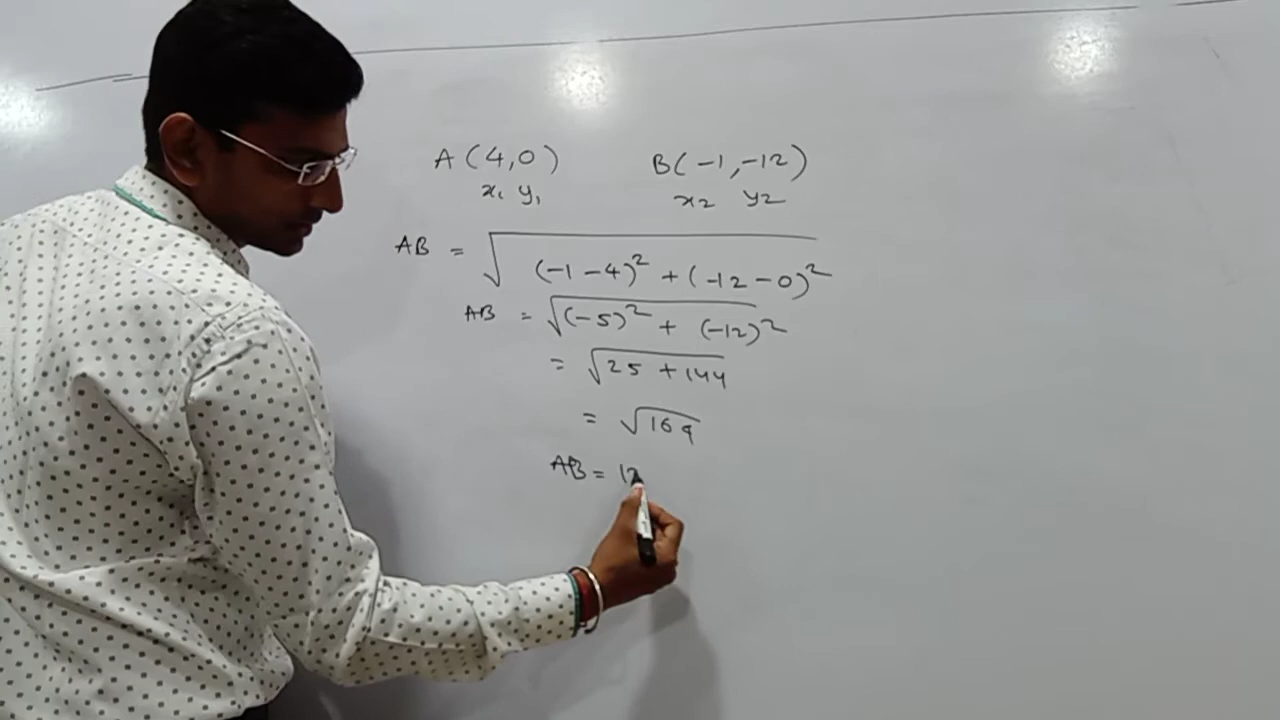 A (4,0) B(-1,-12)
x₁ y₁ x2 y2
AB = √(-1-4)² + (-12-0)²
AB = √(-5)² + (-12)²
= √25 + 144
= √169
AB = 1